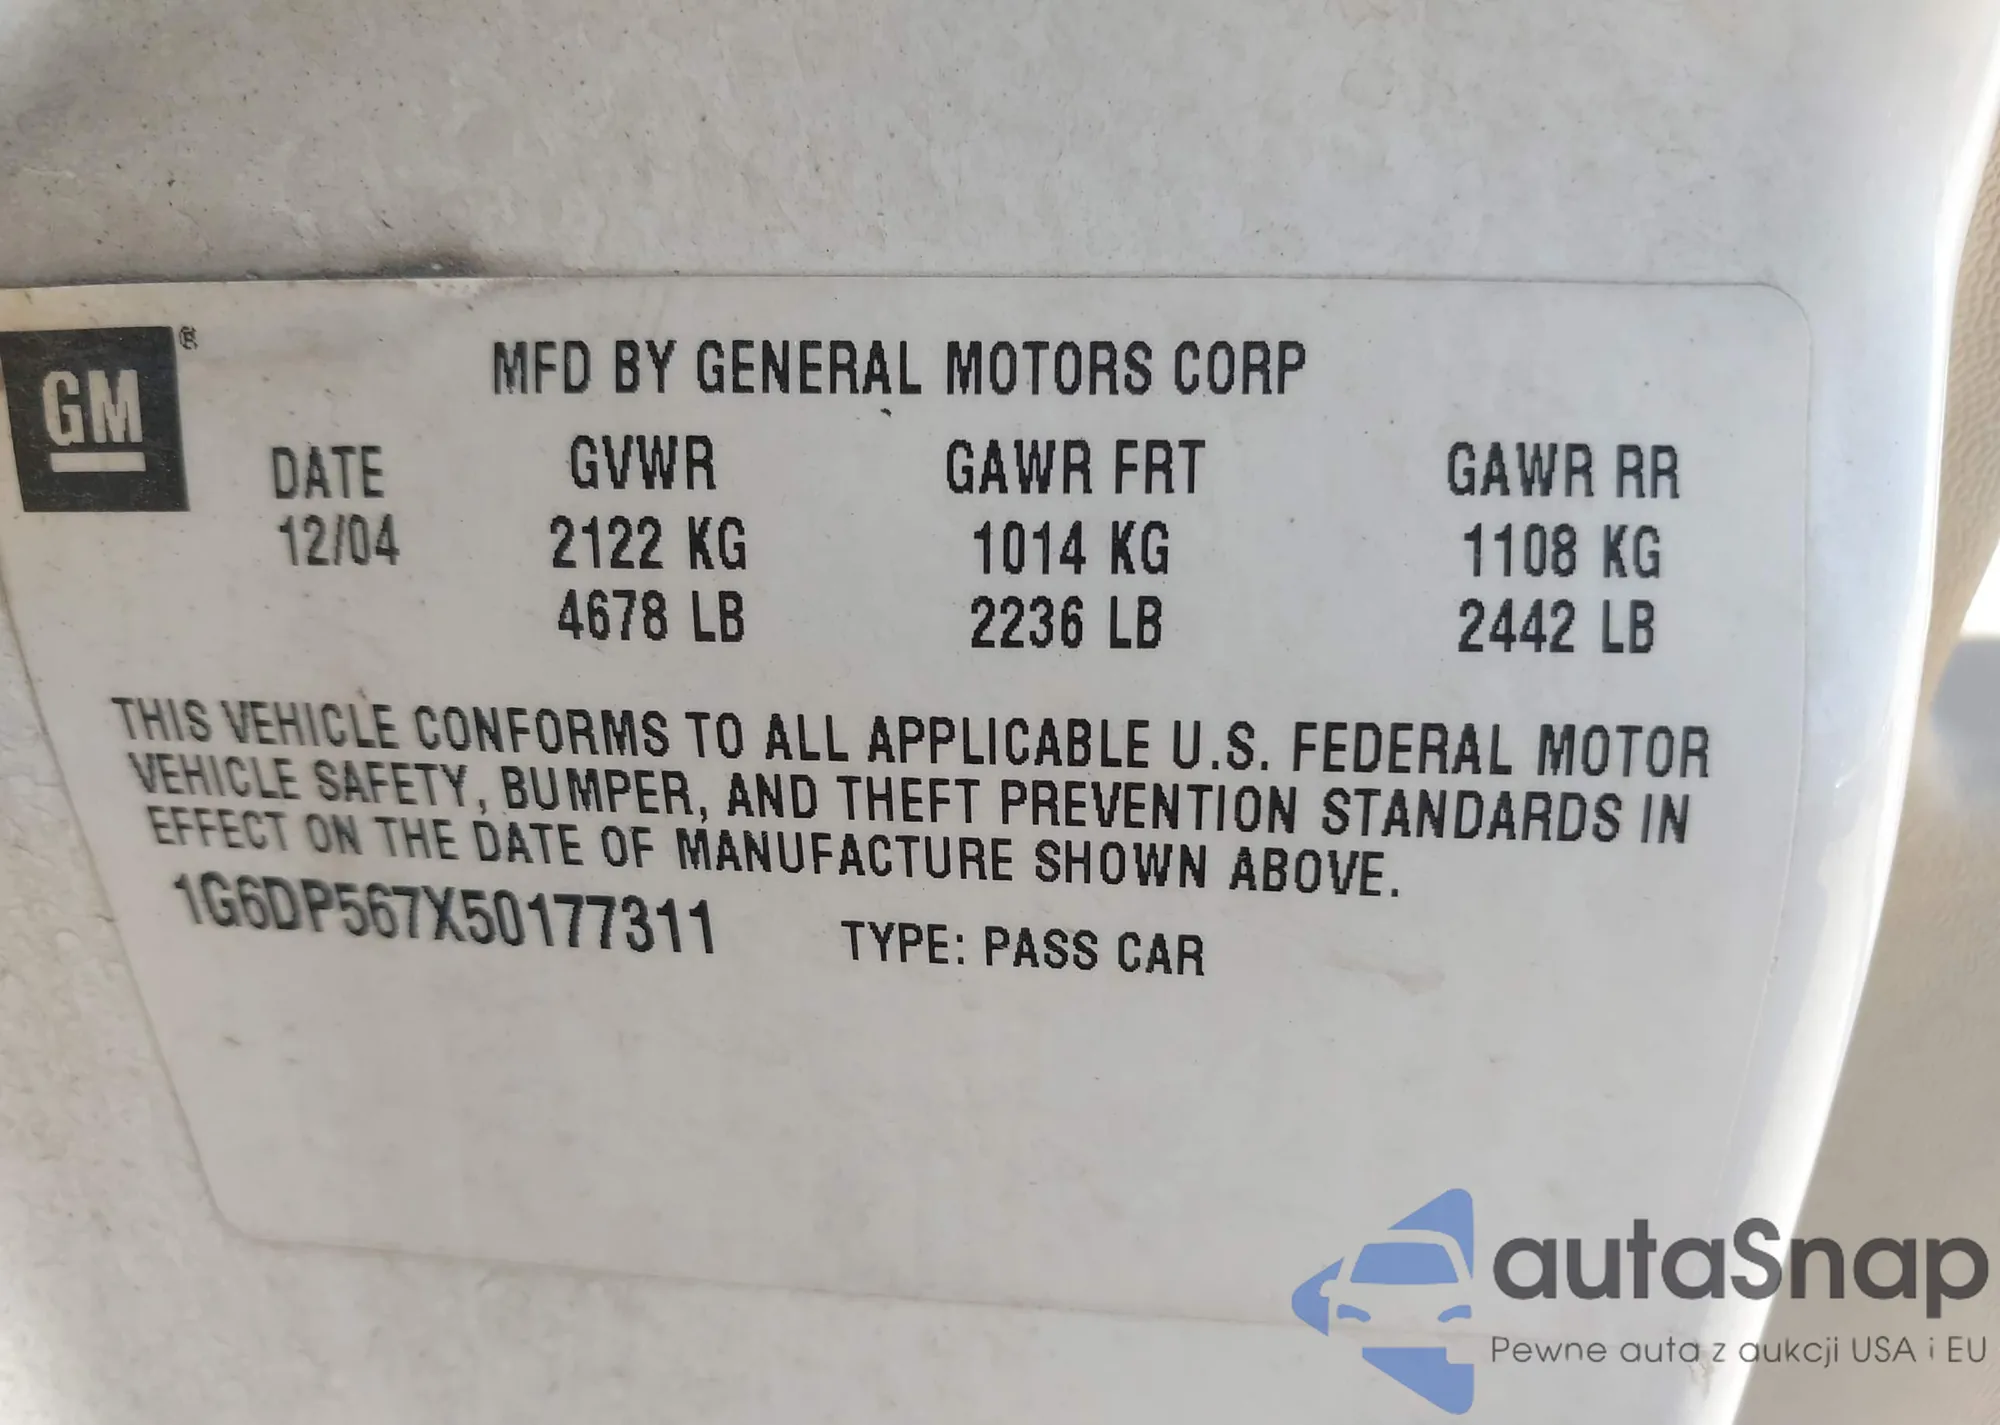 GM ®
MFD BY GENERAL MOTORS CORP
DATE GVWR GAWR FRT GAWR RR
12/04 2122 KG 1014 KG 1108 KG
4678 LB 2236 LB 2442 LB
THIS VEHICLE CONFORMS TO ALL APPLICABLE U.S. FEDERAL MOTOR
VEHICLE SAFETY, BUMPER, AND THEFT PREVENTION STANDARDS IN
EFFECT ON THE DATE OF MANUFACTURE SHOWN ABOVE.
1G6DP567X50177311 TYPE: PASS CAR
autaSnap
Pewne auta z aukcji USA i EU